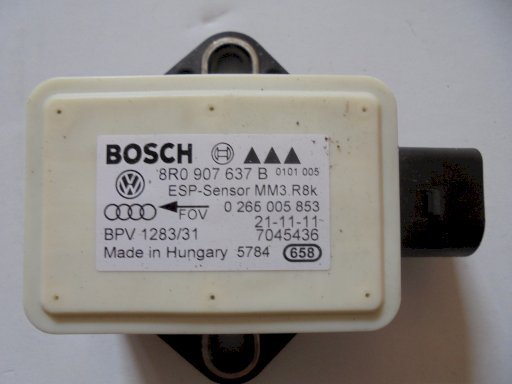 BOSCH
8R0 907 637 B 0101 005
ESP-Sensor MM3.R8k
FOV 0 265 005 853
21-11-11
BPV 1283/31 7045436
Made in Hungary 5784 658